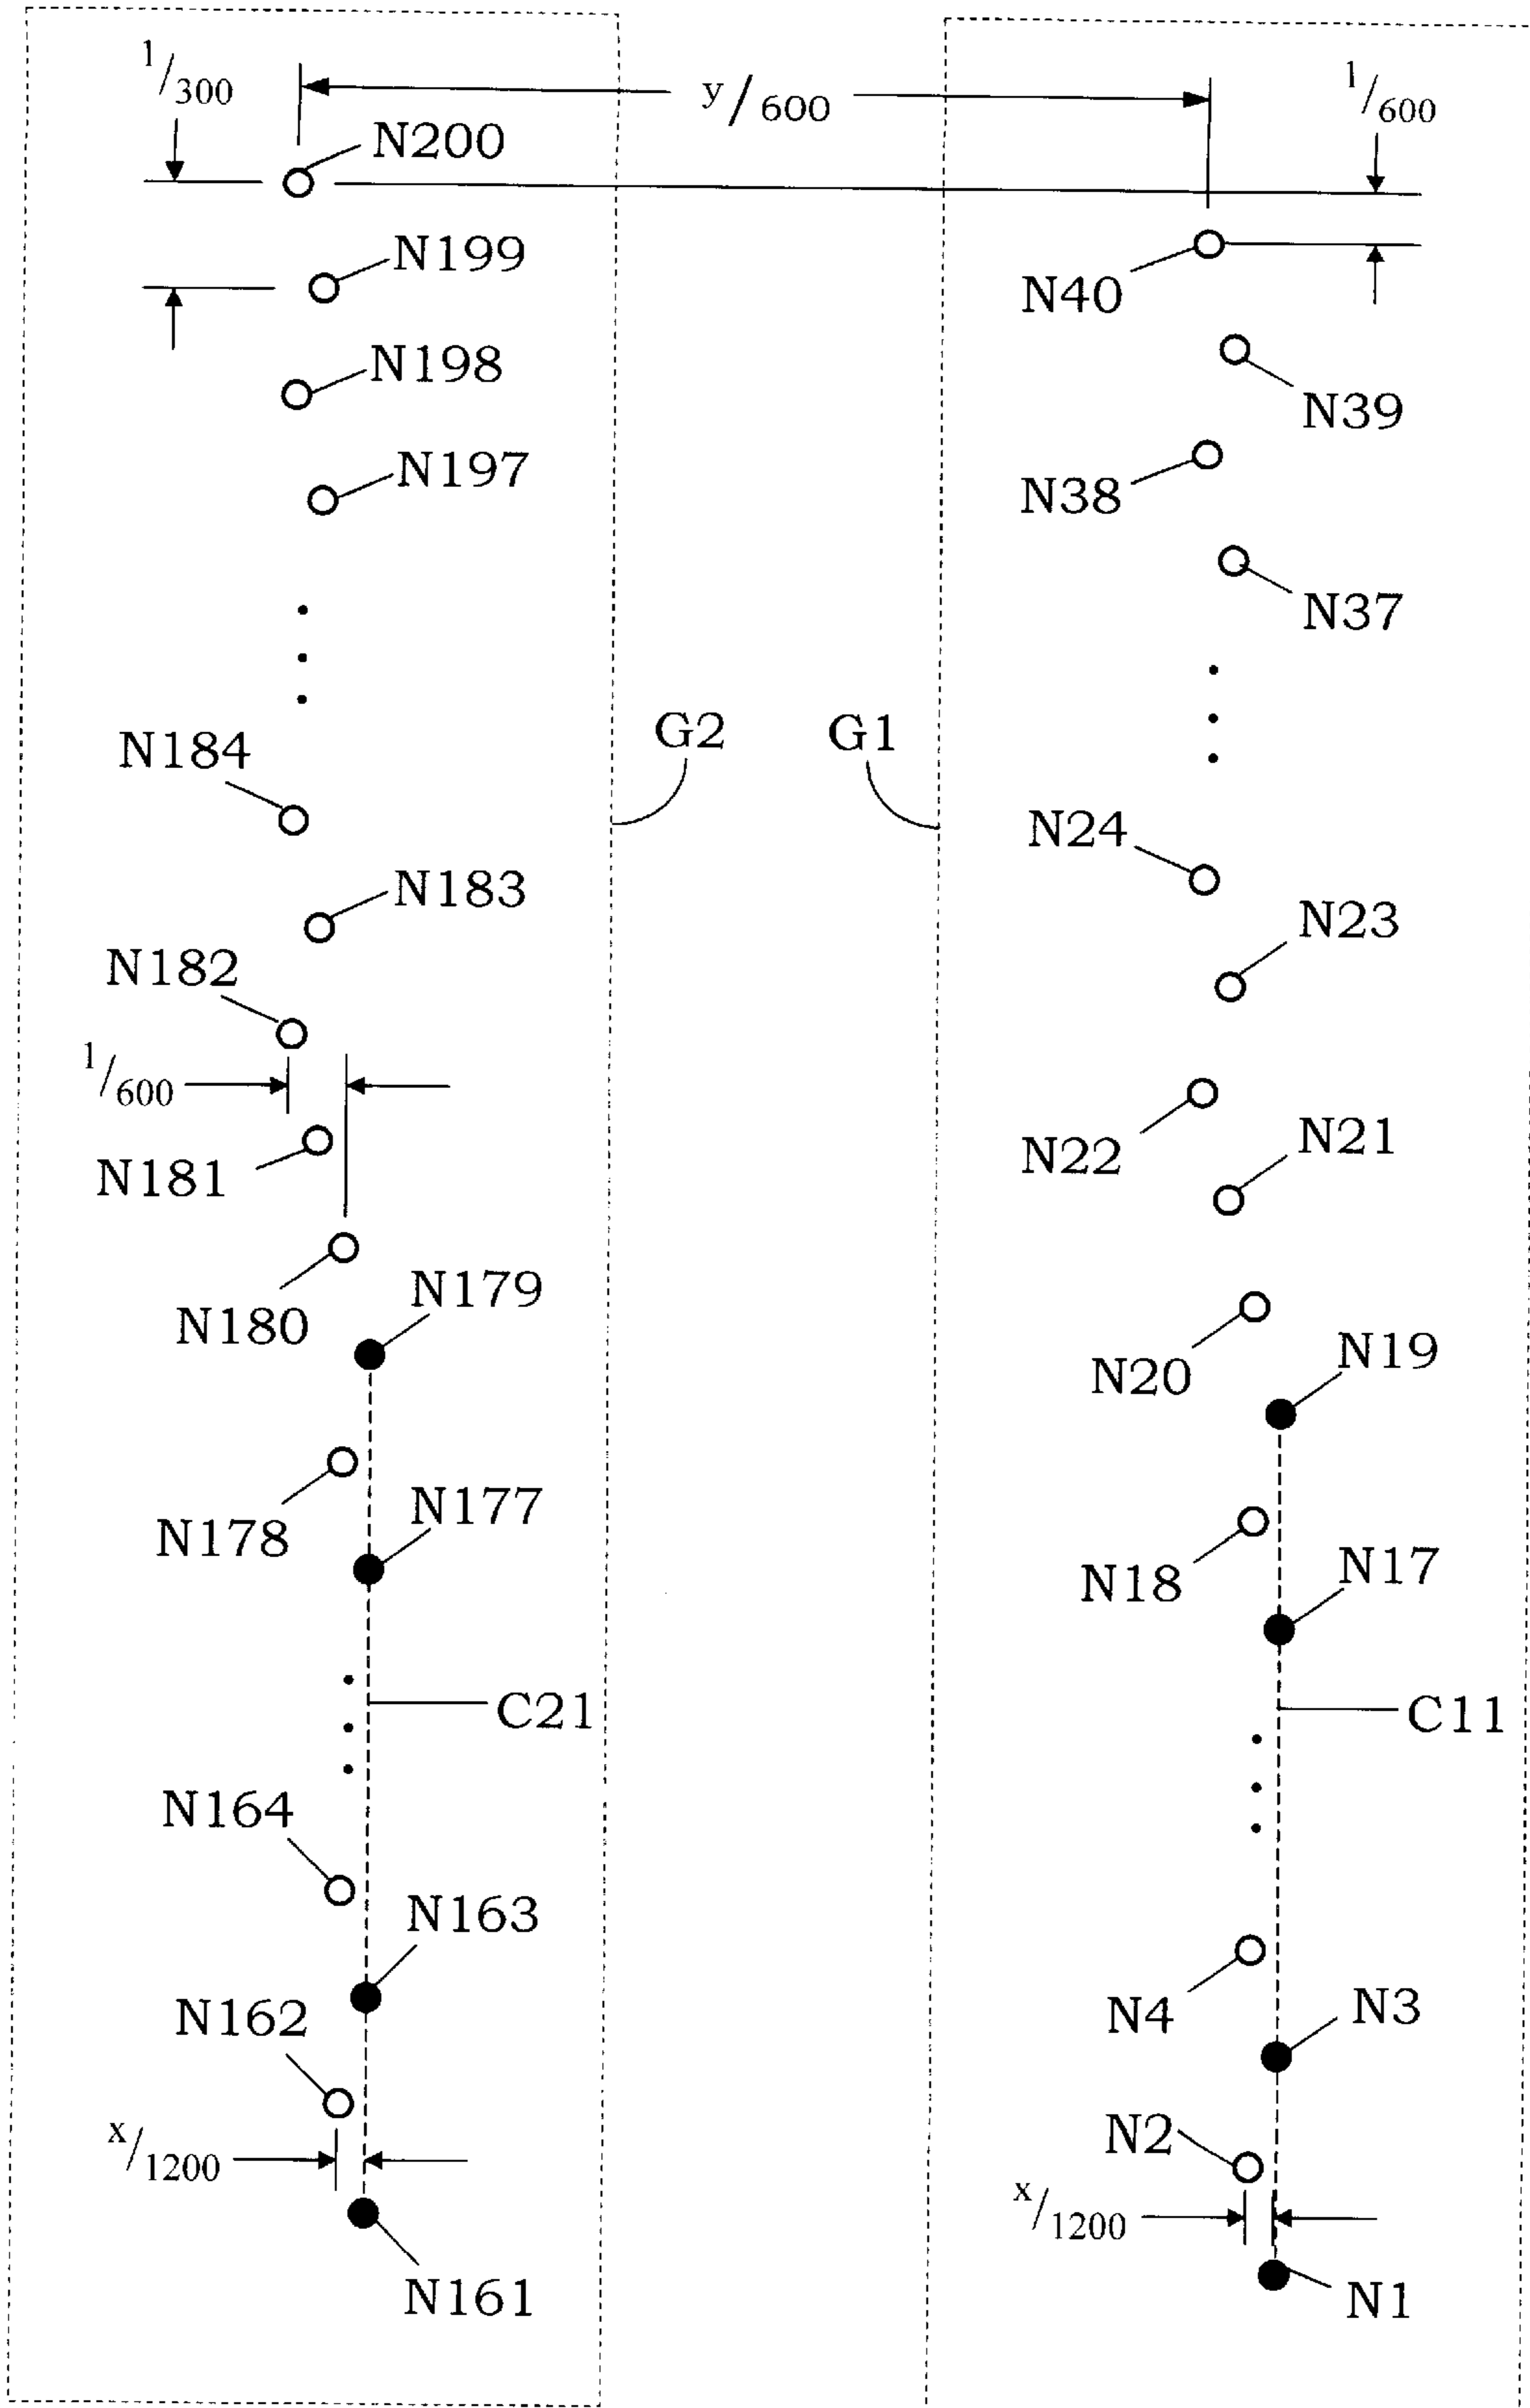 1/300
y/600
1/600
N200
N199
N40
N198
N39
N197
N38
N37
G2
G1
N184
N24
N183
N23
N182
1/600
N181
N22
N21
N180
N179
N20
N19
N178
N177
N18
N17
C21
C11
N164
N163
N4
N3
N162
x/1200
N2
x/1200
N161
N1